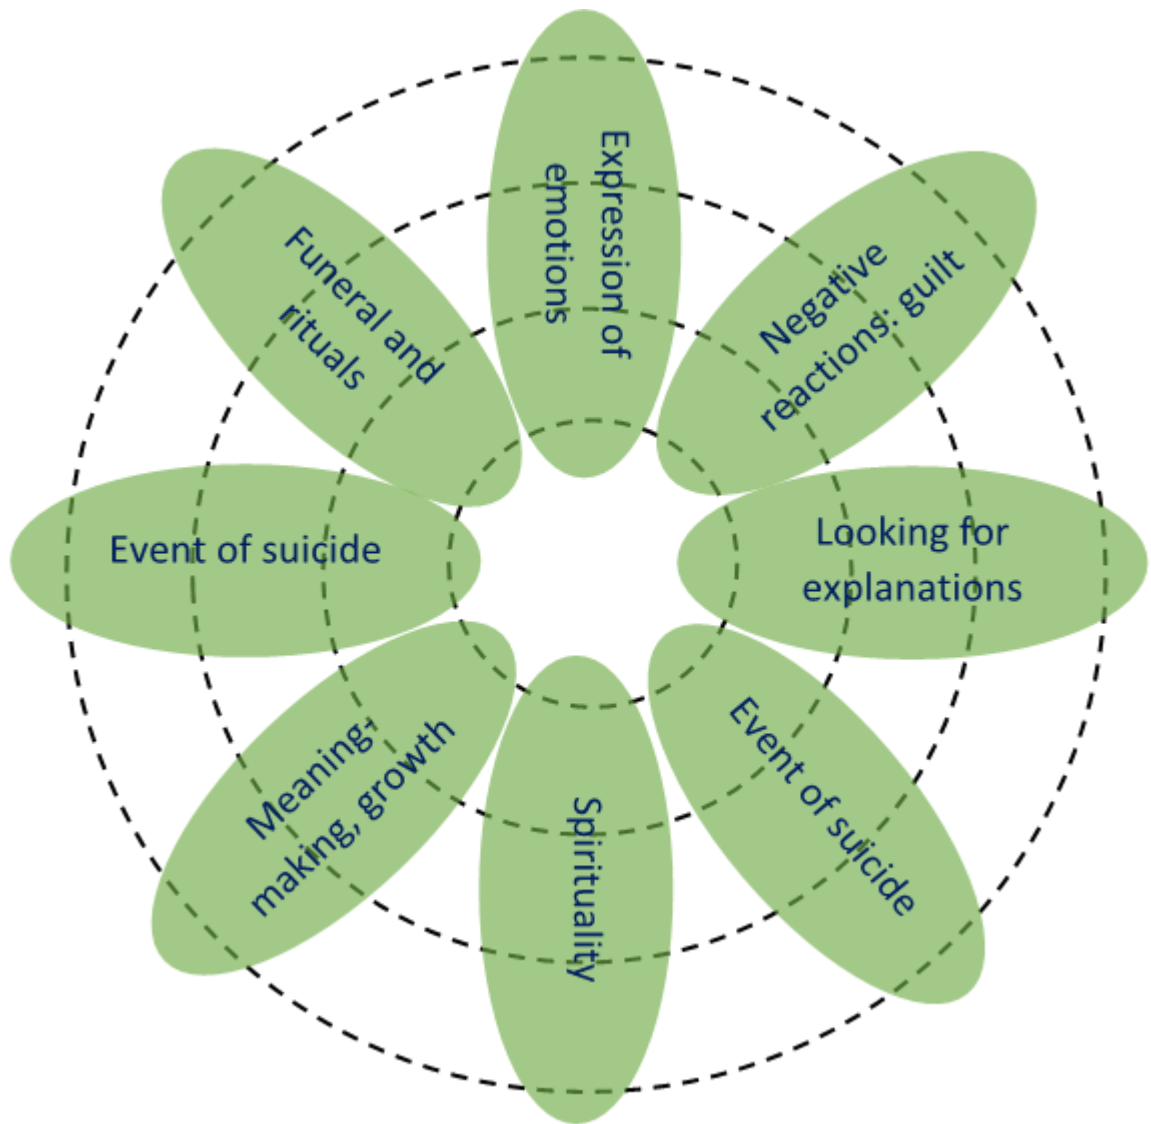 Expression of
emotions
Negative
reactions: guilt
Looking for
explanations
Event of suicide
Spirituality
Meaning-
making, growth
Event of suicide
Funeral and
rituals